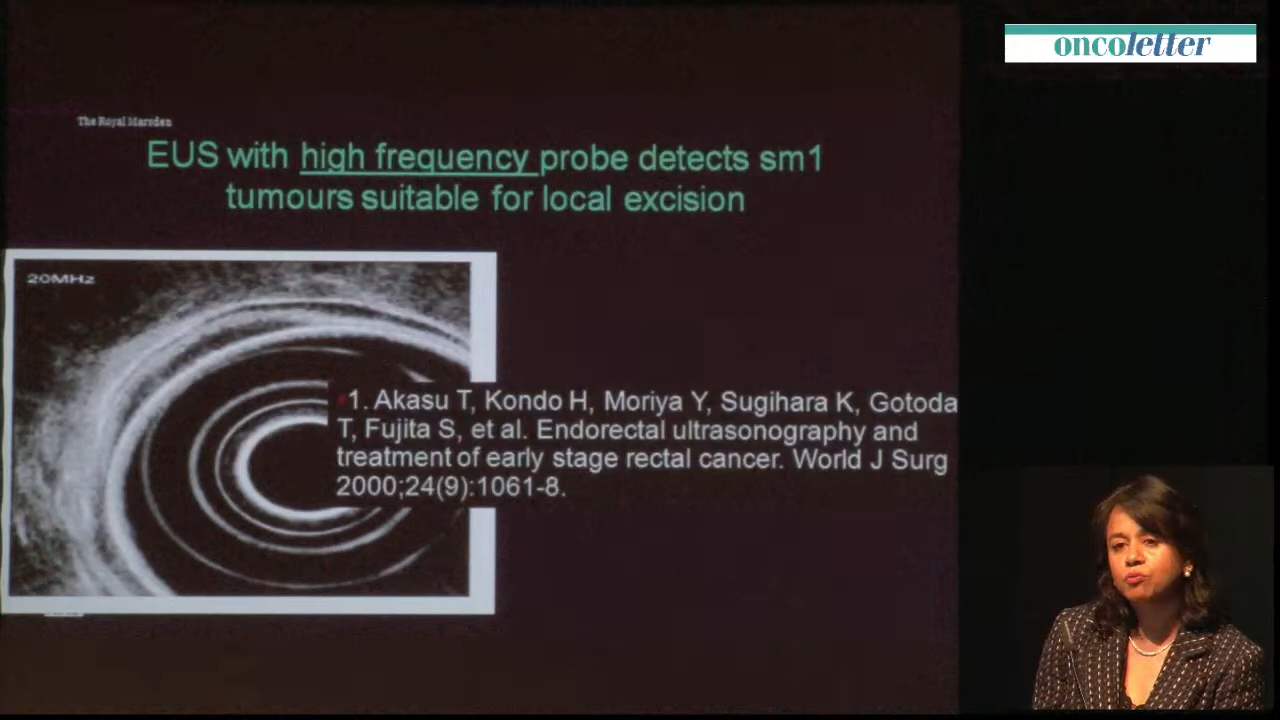 oncoletter
The Royal Marsden
EUS with high frequency probe detects sm1
tumours suitable for local excision
20MHz
1. Akasu T, Kondo H, Moriya Y, Sugihara K, Gotoda
T, Fujita S, et al. Endorectal ultrasonography and
treatment of early stage rectal cancer. World J Surg
2000;24(9):1061-8.